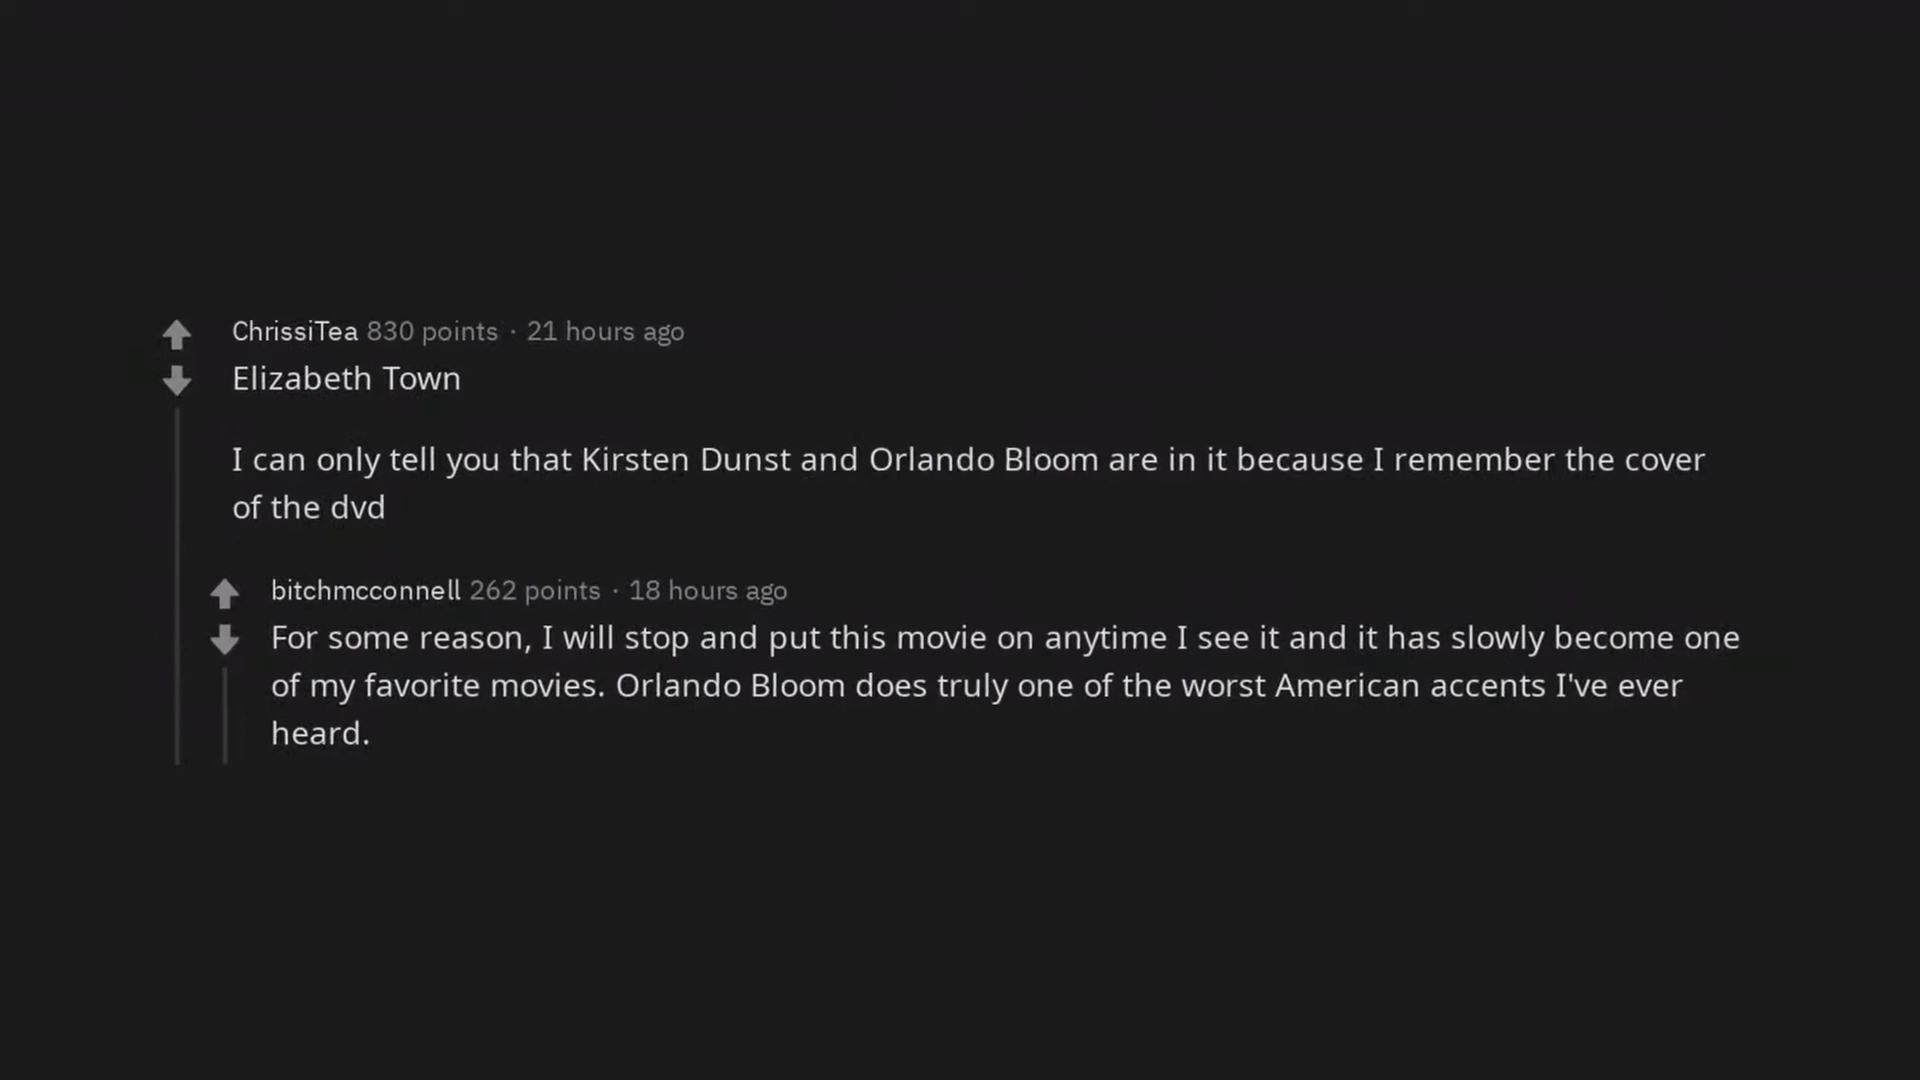 ChrissiTea 830 points · 21 hours ago
Elizabeth Town
I can only tell you that Kirsten Dunst and Orlando Bloom are in it because I remember the cover
of the dvd
bitchmcconnell 262 points · 18 hours ago
For some reason, I will stop and put this movie on anytime I see it and it has slowly become one
of my favorite movies. Orlando Bloom does truly one of the worst American accents I've ever
heard.